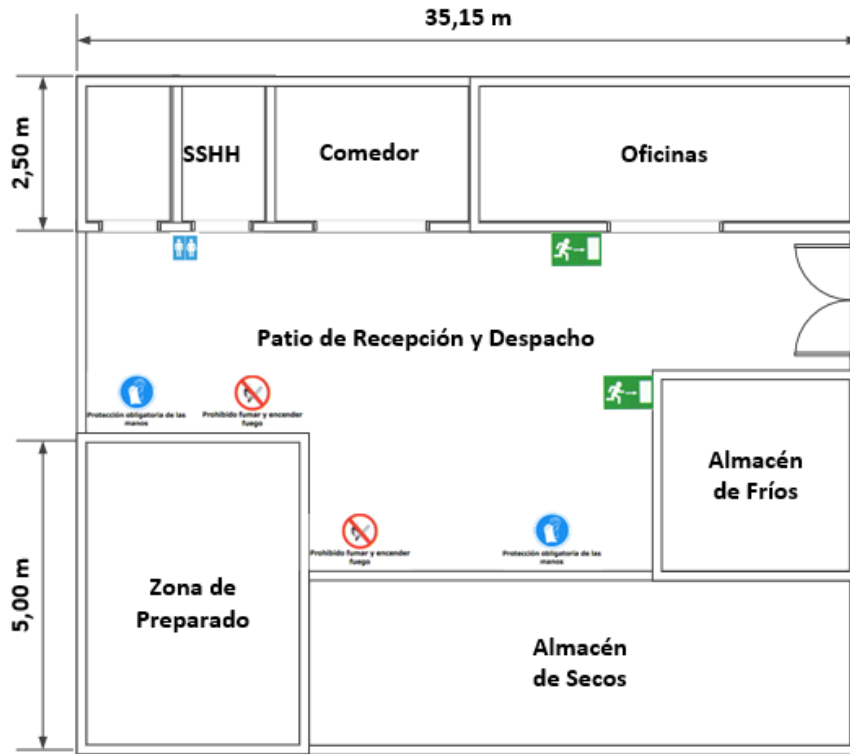 35,15 m
2,50 m
SSHH
Comedor
Oficinas
Patio de Recepción y Despacho
Protección obligatoria de las
manos
Prohibido fumar y encender
fuego
Almacén
de Fríos
Prohibido fumar y encender
fuego
Protección obligatoria de las
manos
5,00 m
Zona de
Preparado
Almacén
de Secos